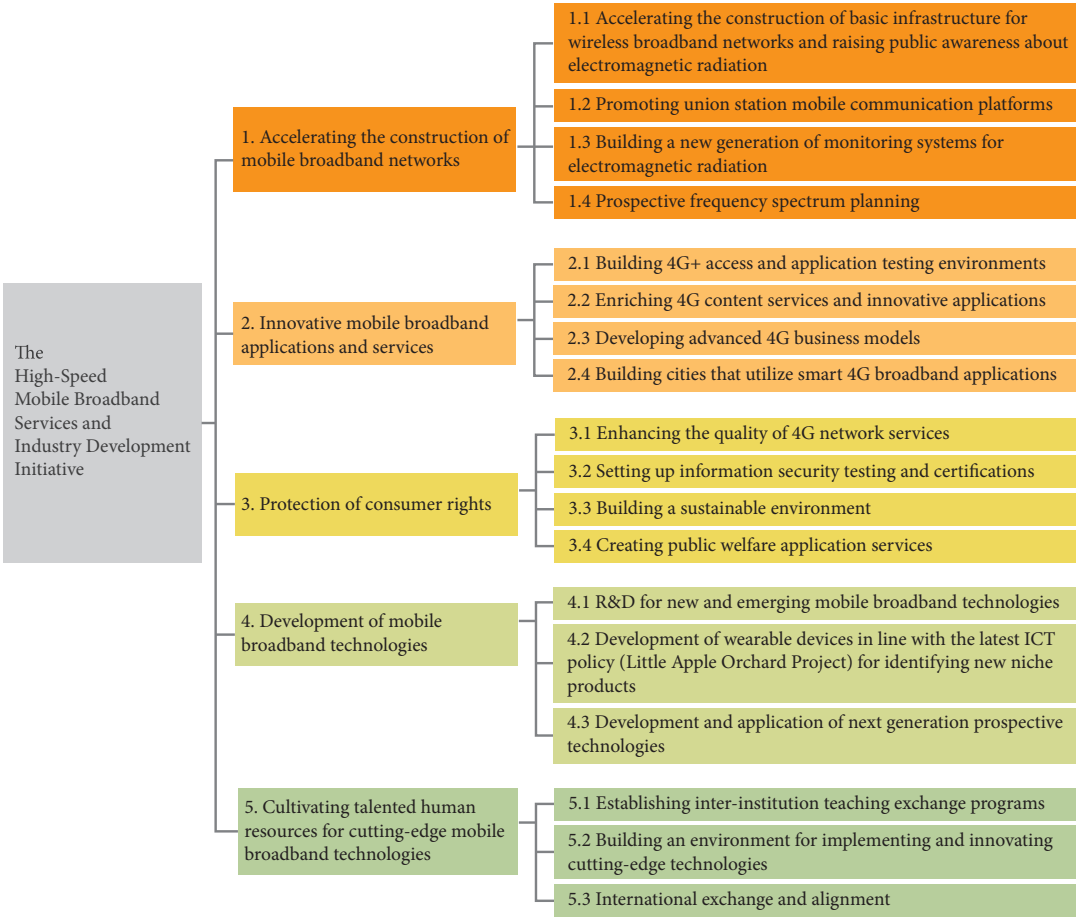 The
High-Speed
Mobile Broadband
Services and
Industry Development
Initiative
1. Accelerating the construction of
mobile broadband networks
1.1 Accelerating the construction of basic infrastructure for
wireless broadband networks and raising public awareness about
electromagnetic radiation
1.2 Promoting union station mobile communication platforms
1.3 Building a new generation of monitoring systems for
electromagnetic radiation
1.4 Prospective frequency spectrum planning
2. Innovative mobile broadband
applications and services
2.1 Building 4G+ access and application testing environments
2.2 Enriching 4G content services and innovative applications
2.3 Developing advanced 4G business models
2.4 Building cities that utilize smart 4G broadband applications
3. Protection of consumer rights
3.1 Enhancing the quality of 4G network services
3.2 Setting up information security testing and certifications
3.3 Building a sustainable environment
3.4 Creating public welfare application services
4. Development of mobile
broadband technologies
4.1 R&D for new and emerging mobile broadband technologies
4.2 Development of wearable devices in line with the latest ICT
policy (Little Apple Orchard Project) for identifying new niche
products
4.3 Development and application of next generation prospective
technologies
5. Cultivating talented human
resources for cutting-edge mobile
broadband technologies
5.1 Establishing inter-institution teaching exchange programs
5.2 Building an environment for implementing and innovating
cutting-edge technologies
5.3 International exchange and alignment